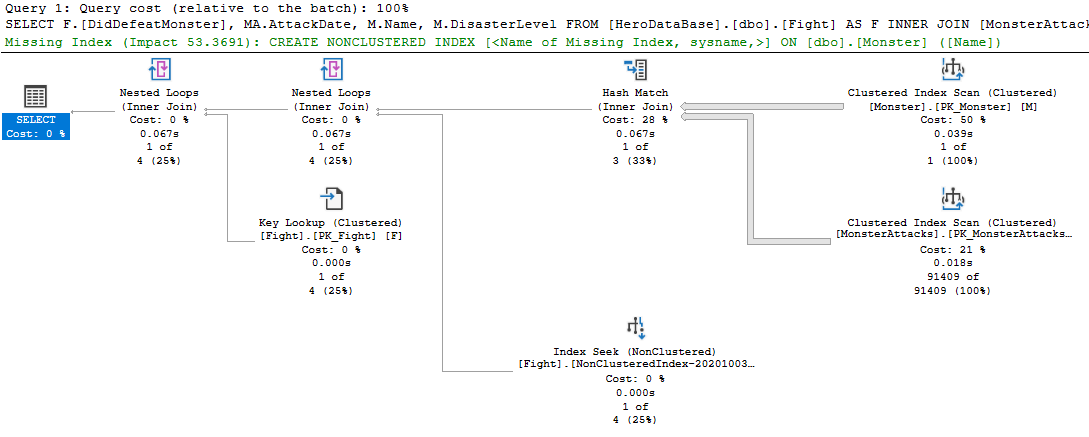 Query 1: Query cost (relative to the batch): 100%
SELECT F.[DidDefeatMonster], MA.AttackDate, M.Name, M.DisasterLevel FROM [HeroDataBase].[dbo].[Fight] AS F INNER JOIN [MonsterAttack
Missing Index (Impact 53.3691): CREATE NONCLUSTERED INDEX [<Name of Missing Index, sysname,>] ON [dbo].[Monster] ([Name])
SELECT
Cost: 0 %
Nested Loops
(Inner Join)
Cost: 0 %
0.067s
1 of
4 (25%)
Nested Loops
(Inner Join)
Cost: 0 %
0.067s
1 of
4 (25%)
Hash Match
(Inner Join)
Cost: 28 %
0.067s
1 of
3 (33%)
Clustered Index Scan (Clustered)
[Monster].[PK_Monster] [M]
Cost: 50 %
0.039s
1 of
1 (100%)
Key Lookup (Clustered)
[Fight].[PK_Fight] [F]
Cost: 0 %
0.000s
1 of
4 (25%)
Clustered Index Scan (Clustered)
[MonsterAttacks].[PK_MonsterAttacks…
Cost: 21 %
0.018s
91409 of
91409 (100%)
Index Seek (NonClustered)
[Fight].[NonClusteredIndex-20201003…
Cost: 0 %
0.000s
1 of
4 (25%)